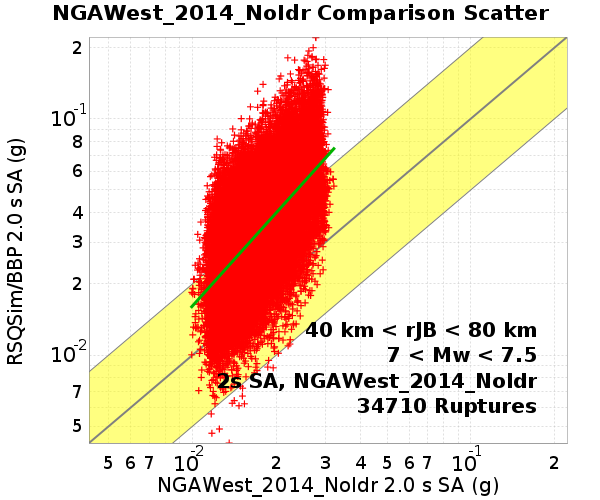 NGAWest_2014_NoIdr Comparison Scatter
RSQSim/BBP 2.0 s SA (g)
2
10^-1
8
6
4
3
2
10^-2
7
5
40 km < rJB < 80 km
7 < Mw < 7.5
2s SA, NGAWest_2014_NoIdr
34710 Ruptures
5 6 7 10^-2 2 3 4 5 6 7 10^-1 2
NGAWest_2014_NoIdr 2.0 s SA (g)